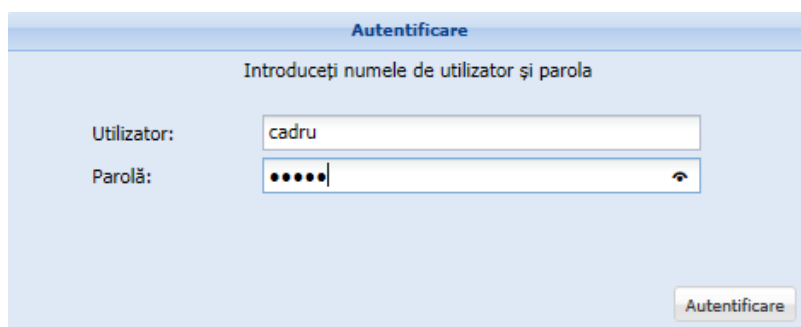 Autentificare
Introduceți numele de utilizator și parola
Utilizator: cadru
Parolă: •••••
Autentificare